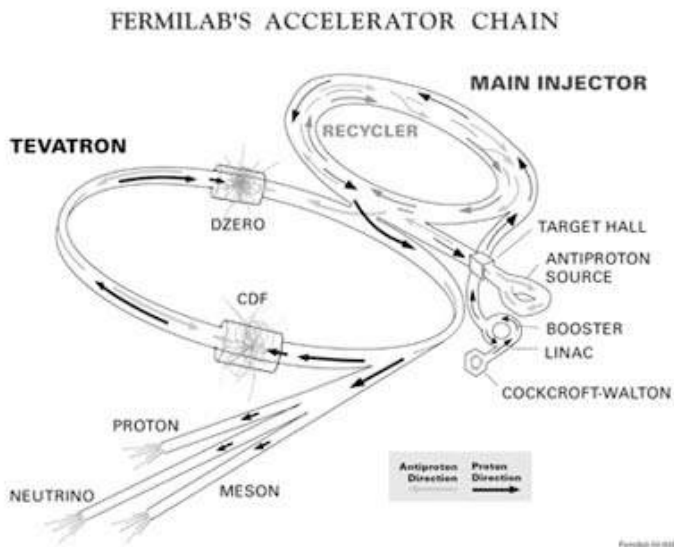 FERMILAB'S ACCELERATOR CHAIN
MAIN INJECTOR
RECYCLER
TEVATRON
DZERO
TARGET HALL
ANTIPROTON
SOURCE
CDF
BOOSTER
LINAC
COCKCROFT-WALTON
PROTON
NEUTRINO
MESON
Antiproton Proton
Direction Direction